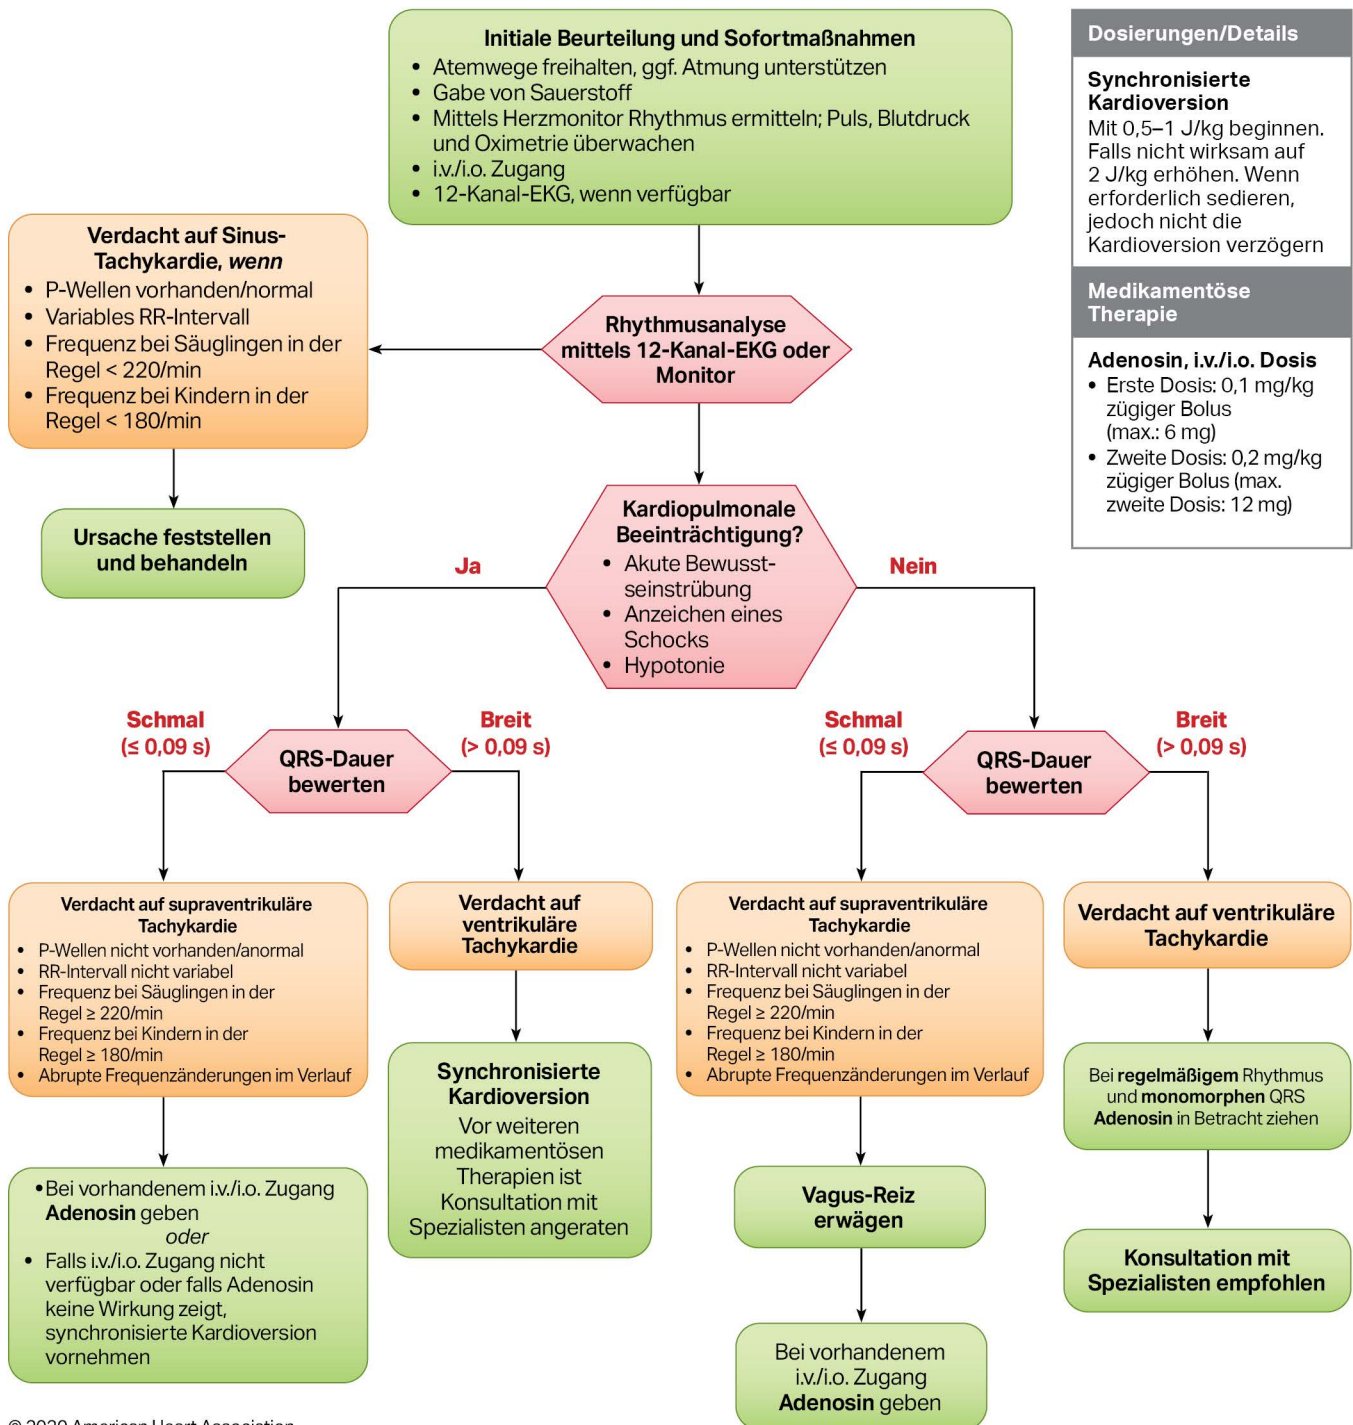 Initiale Beurteilung und Sofortmaßnahmen
• Atemwege freihalten, ggf. Atmung unterstützen
• Gabe von Sauerstoff
• Mittels Herzmonitor Rhythmus ermitteln; Puls, Blutdruck
und Oximetrie überwachen
• i.v./i.o. Zugang
• 12-Kanal-EKG, wenn verfügbar
Dosierungen/Details
Synchronisierte
Kardioversion
Mit 0,5–1 J/kg beginnen.
Falls nicht wirksam auf
2 J/kg erhöhen. Wenn
erforderlich sedieren,
jedoch nicht die
Kardioversion verzögern
Medikamentöse
Therapie
Adenosin, i.v./i.o. Dosis
• Erste Dosis: 0,1 mg/kg
zügiger Bolus
(max.: 6 mg)
• Zweite Dosis: 0,2 mg/kg
zügiger Bolus (max.
zweite Dosis: 12 mg)
Verdacht auf Sinus-
Tachykardie, wenn
• P-Wellen vorhanden/normal
• Variables RR-Intervall
• Frequenz bei Säuglingen in der
Regel < 220/min
• Frequenz bei Kindern in der
Regel < 180/min
Rhythmusanalyse
mittels 12-Kanal-EKG oder
Monitor
Ursache feststellen
und behandeln
Kardiopulmonale
Beeinträchtigung?
• Akute Bewusst-
seinstrübung
• Anzeichen eines
Schocks
• Hypotonie
Ja
Nein
Schmal
(≤ 0,09 s)
QRS-Dauer
bewerten
Breit
(> 0,09 s)
Schmal
(≤ 0,09 s)
QRS-Dauer
bewerten
Breit
(> 0,09 s)
Verdacht auf supraventrikuläre
Tachykardie
• P-Wellen nicht vorhanden/anormal
• RR-Intervall nicht variabel
• Frequenz bei Säuglingen in der
Regel ≥ 220/min
• Frequenz bei Kindern in der
Regel ≥ 180/min
• Abrupte Frequenzänderungen im Verlauf
Verdacht auf
ventrikuläre
Tachykardie
Verdacht auf supraventrikuläre
Tachykardie
• P-Wellen nicht vorhanden/anormal
• RR-Intervall nicht variabel
• Frequenz bei Säuglingen in der
Regel ≥ 220/min
• Frequenz bei Kindern in der
Regel ≥ 180/min
• Abrupte Frequenzänderungen im Verlauf
Verdacht auf ventrikuläre
Tachykardie
• Bei vorhandenem i.v./i.o. Zugang
Adenosin geben
oder
• Falls i.v./i.o. Zugang nicht
verfügbar oder falls Adenosin
keine Wirkung zeigt,
synchronisierte Kardioversion
vornehmen
Synchronisierte
Kardioversion
Vor weiteren
medikamentösen
Therapien ist
Konsultation mit
Spezialisten angeraten
Vagus-Reiz
erwägen
Bei vorhandenem
i.v./i.o. Zugang
Adenosin geben
Bei regelmäßigem Rhythmus
und monomorphen QRS
Adenosin in Betracht ziehen
Konsultation mit
Spezialisten empfohlen
© 2020 American Heart Association